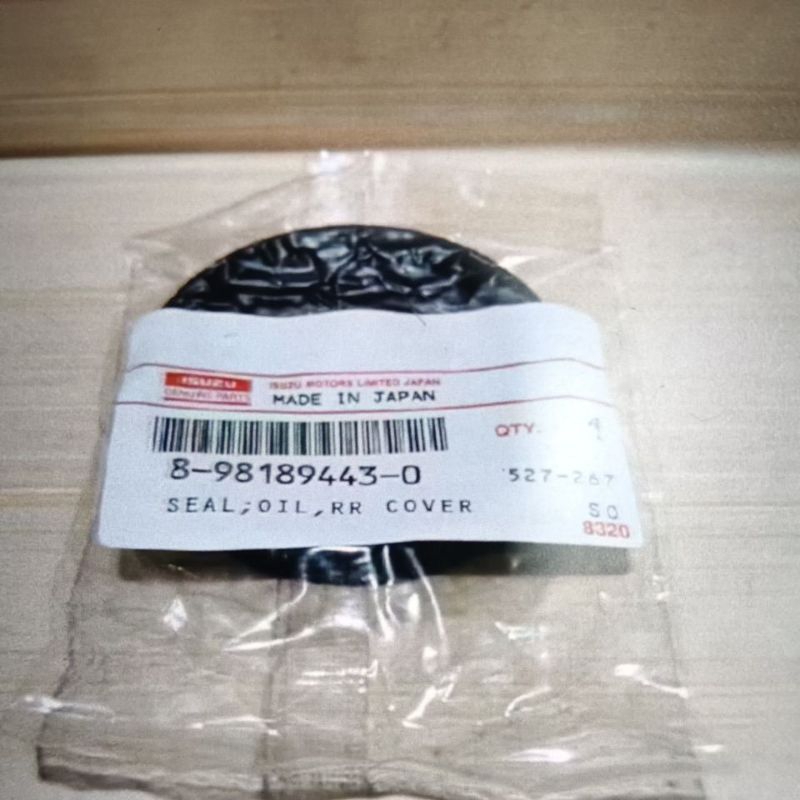 ISUZU ISUZU MOTORS LIMITED JAPAN
GENUINE PARTS MADE IN JAPAN
QTY.
8-98189443-0 527-267
SEAL;OIL,RR COVER SO
8320